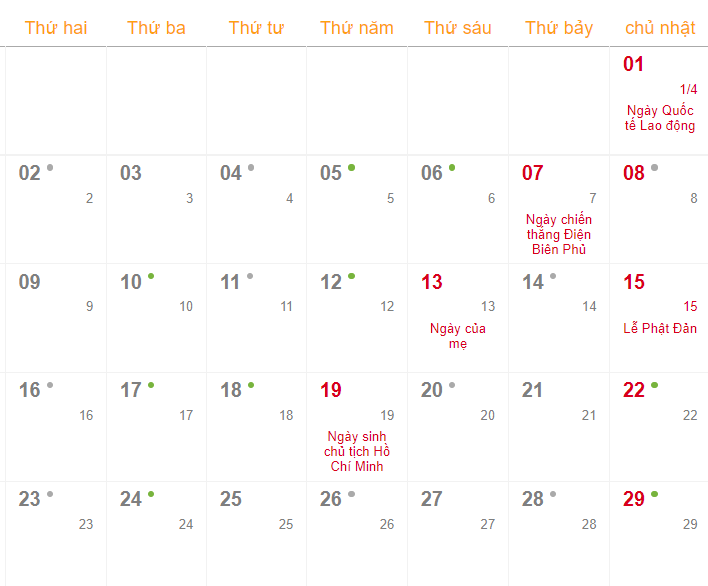 Thứ hai Thứ ba Thứ tư Thứ năm Thứ sáu Thứ bảy chủ nhật
01
1/4
Ngày Quốc
tế Lao động
02 03 04 05 06 07 08
2 3 4 5 6 7 8
Ngày chiến
thắng Điện
Biên Phủ
09 10 11 12 13 14 15
9 10 11 12 13 14 15
Ngày của
mẹ
Lễ Phật Đản
16 17 18 19 20 21 22
16 17 18 19 20 21 22
Ngày sinh
chủ tịch Hồ
Chí Minh
23 24 25 26 27 28 29
23 24 25 26 27 28 29